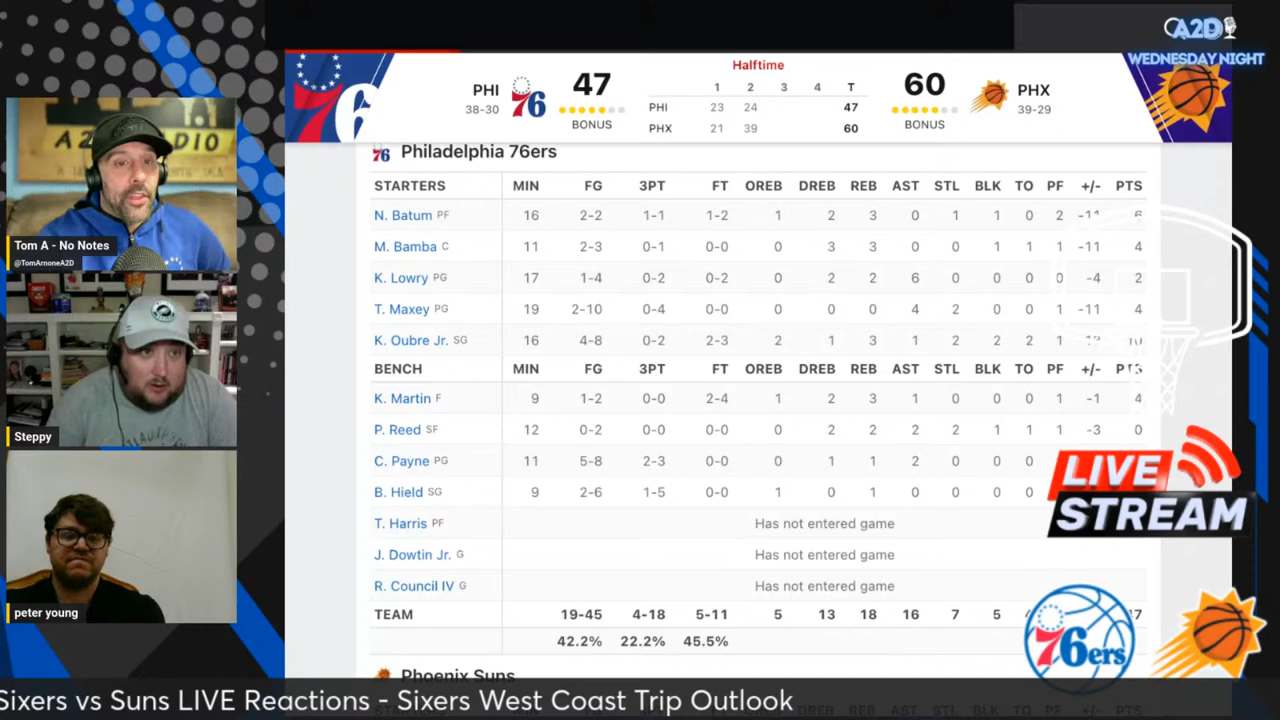 A2D
WEDNESDAY NIGHT
Halftime
PHI
38-30
76
47
BONUS
1 2 3 4 T
PHI 23 24 47
PHX 21 39 60
60
BONUS
PHX
39-29
76
76 Philadelphia 76ers
STARTERS MIN FG 3PT FT OREB DREB REB AST STL BLK TO PF +/- PTS
N. Batum PF 16 2-2 1-1 1-2 1 2 3 0 1 1 0 2 -11 6
M. Bamba C 11 2-3 0-1 0-0 0 3 3 0 0 1 1 1 -11 4
K. Lowry PG 17 1-4 0-2 0-2 0 2 2 6 0 0 0 0 -4 2
T. Maxey PG 19 2-10 0-4 0-0 0 0 0 4 2 0 0 1 -11 4
K. Oubre Jr. SG 16 4-8 0-2 2-3 2 1 3 1 2 2 2 1 10
BENCH MIN FG 3PT FT OREB DREB REB AST STL BLK TO PF +/- PTS
K. Martin F 9 1-2 0-0 2-4 1 2 3 1 0 0 0 1 -1 4
P. Reed SF 12 0-2 0-0 0-0 0 2 2 2 2 1 1 1 -3 0
C. Payne PG 11 5-8 2-3 0-0 0 1 1 2 0 0 0
B. Hield SG 9 2-6 1-5 0-0 1 0 1 0 0 0 0
T. Harris PF Has not entered game
J. Dowtin Jr. G Has not entered game
R. Council IV G Has not entered game
TEAM 19-45 4-18 5-11 5 13 18 16 7 5
42.2% 22.2% 45.5%
Phoenix Suns
Tom A - No Notes
@TomArnoneA2D
Steppy
peter young
LIVE
STREAM
76ers
Sixers vs Suns LIVE Reactions - Sixers West Coast Trip Outlook